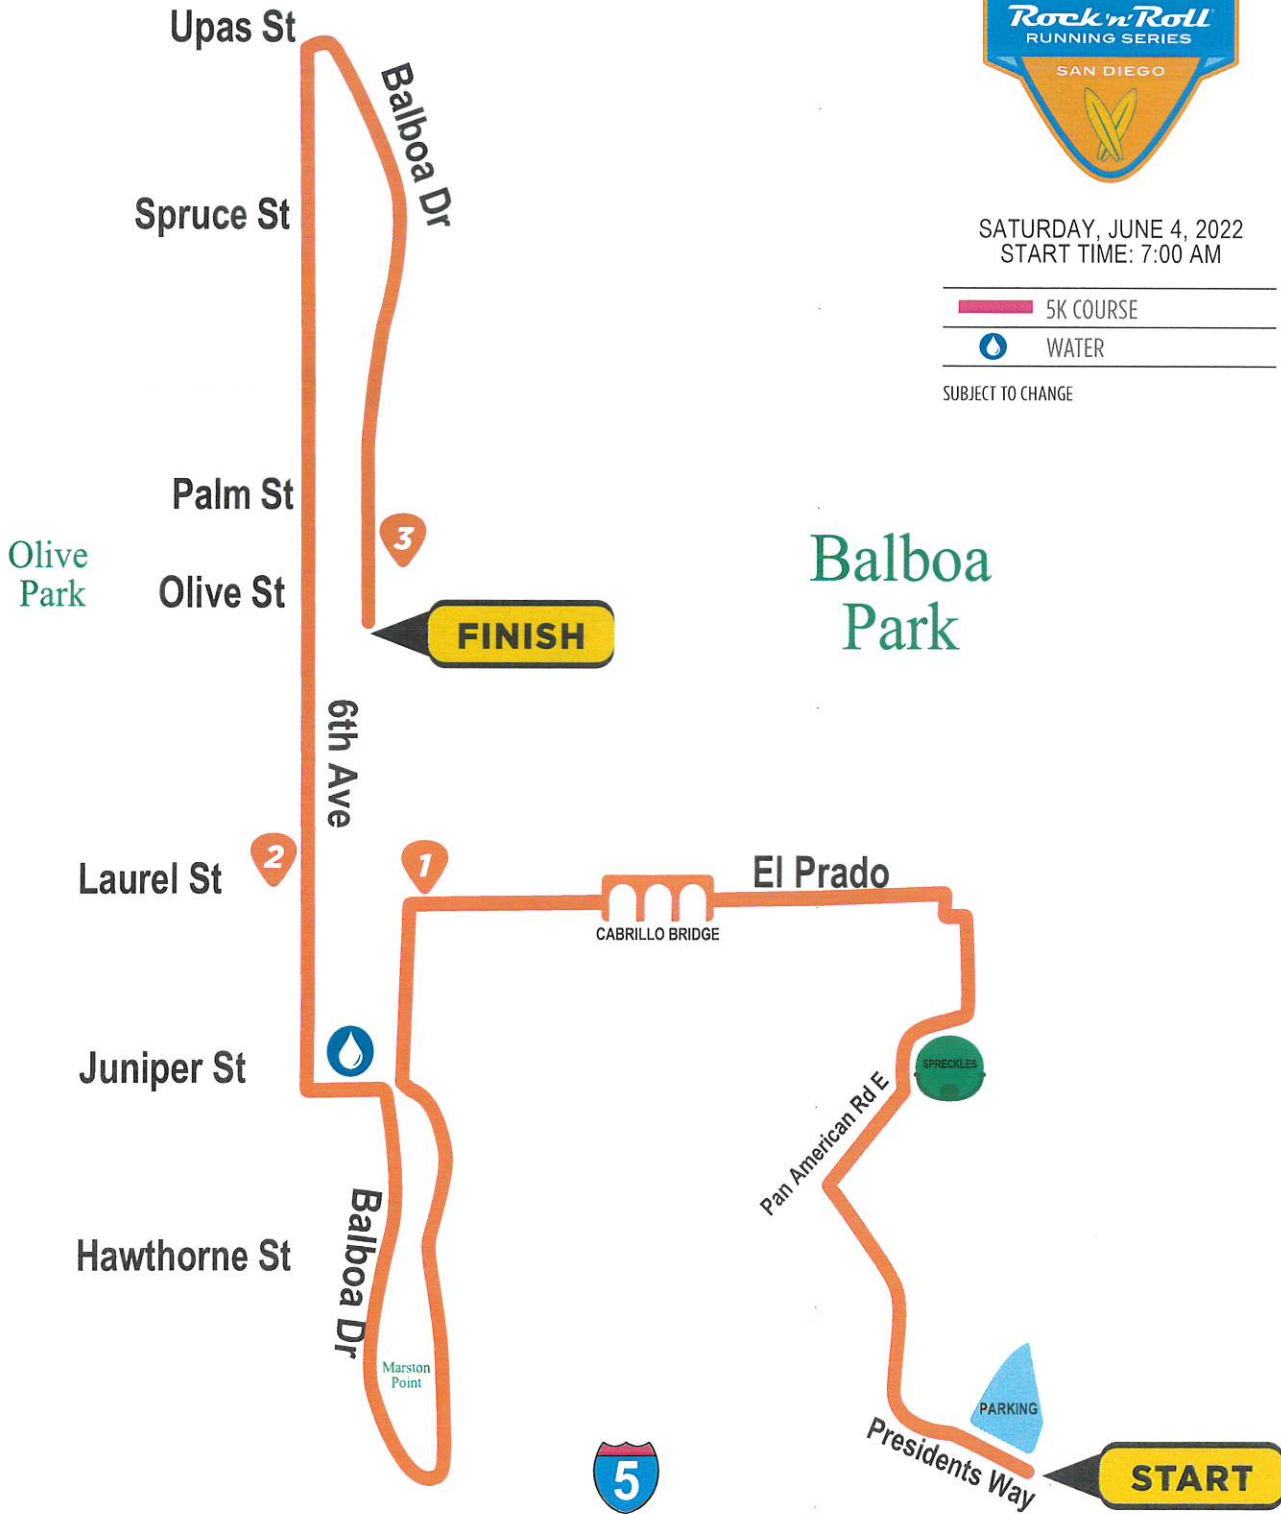 Upas St
Rock 'n' Roll
RUNNING SERIES
SAN DIEGO
Balboa Dr
Spruce St
SATURDAY, JUNE 4, 2022
START TIME: 7:00 AM
5K COURSE
WATER
SUBJECT TO CHANGE
Palm St
3
Olive
Park
Olive St
Balboa
Park
FINISH
6th Ave
2
Laurel St
1
El Prado
CABRILLO BRIDGE
Juniper St
SPRECKLES
Pan American Rd E
Hawthorne St
Balboa Dr
Marston
Point
PARKING
Presidents Way
5
START